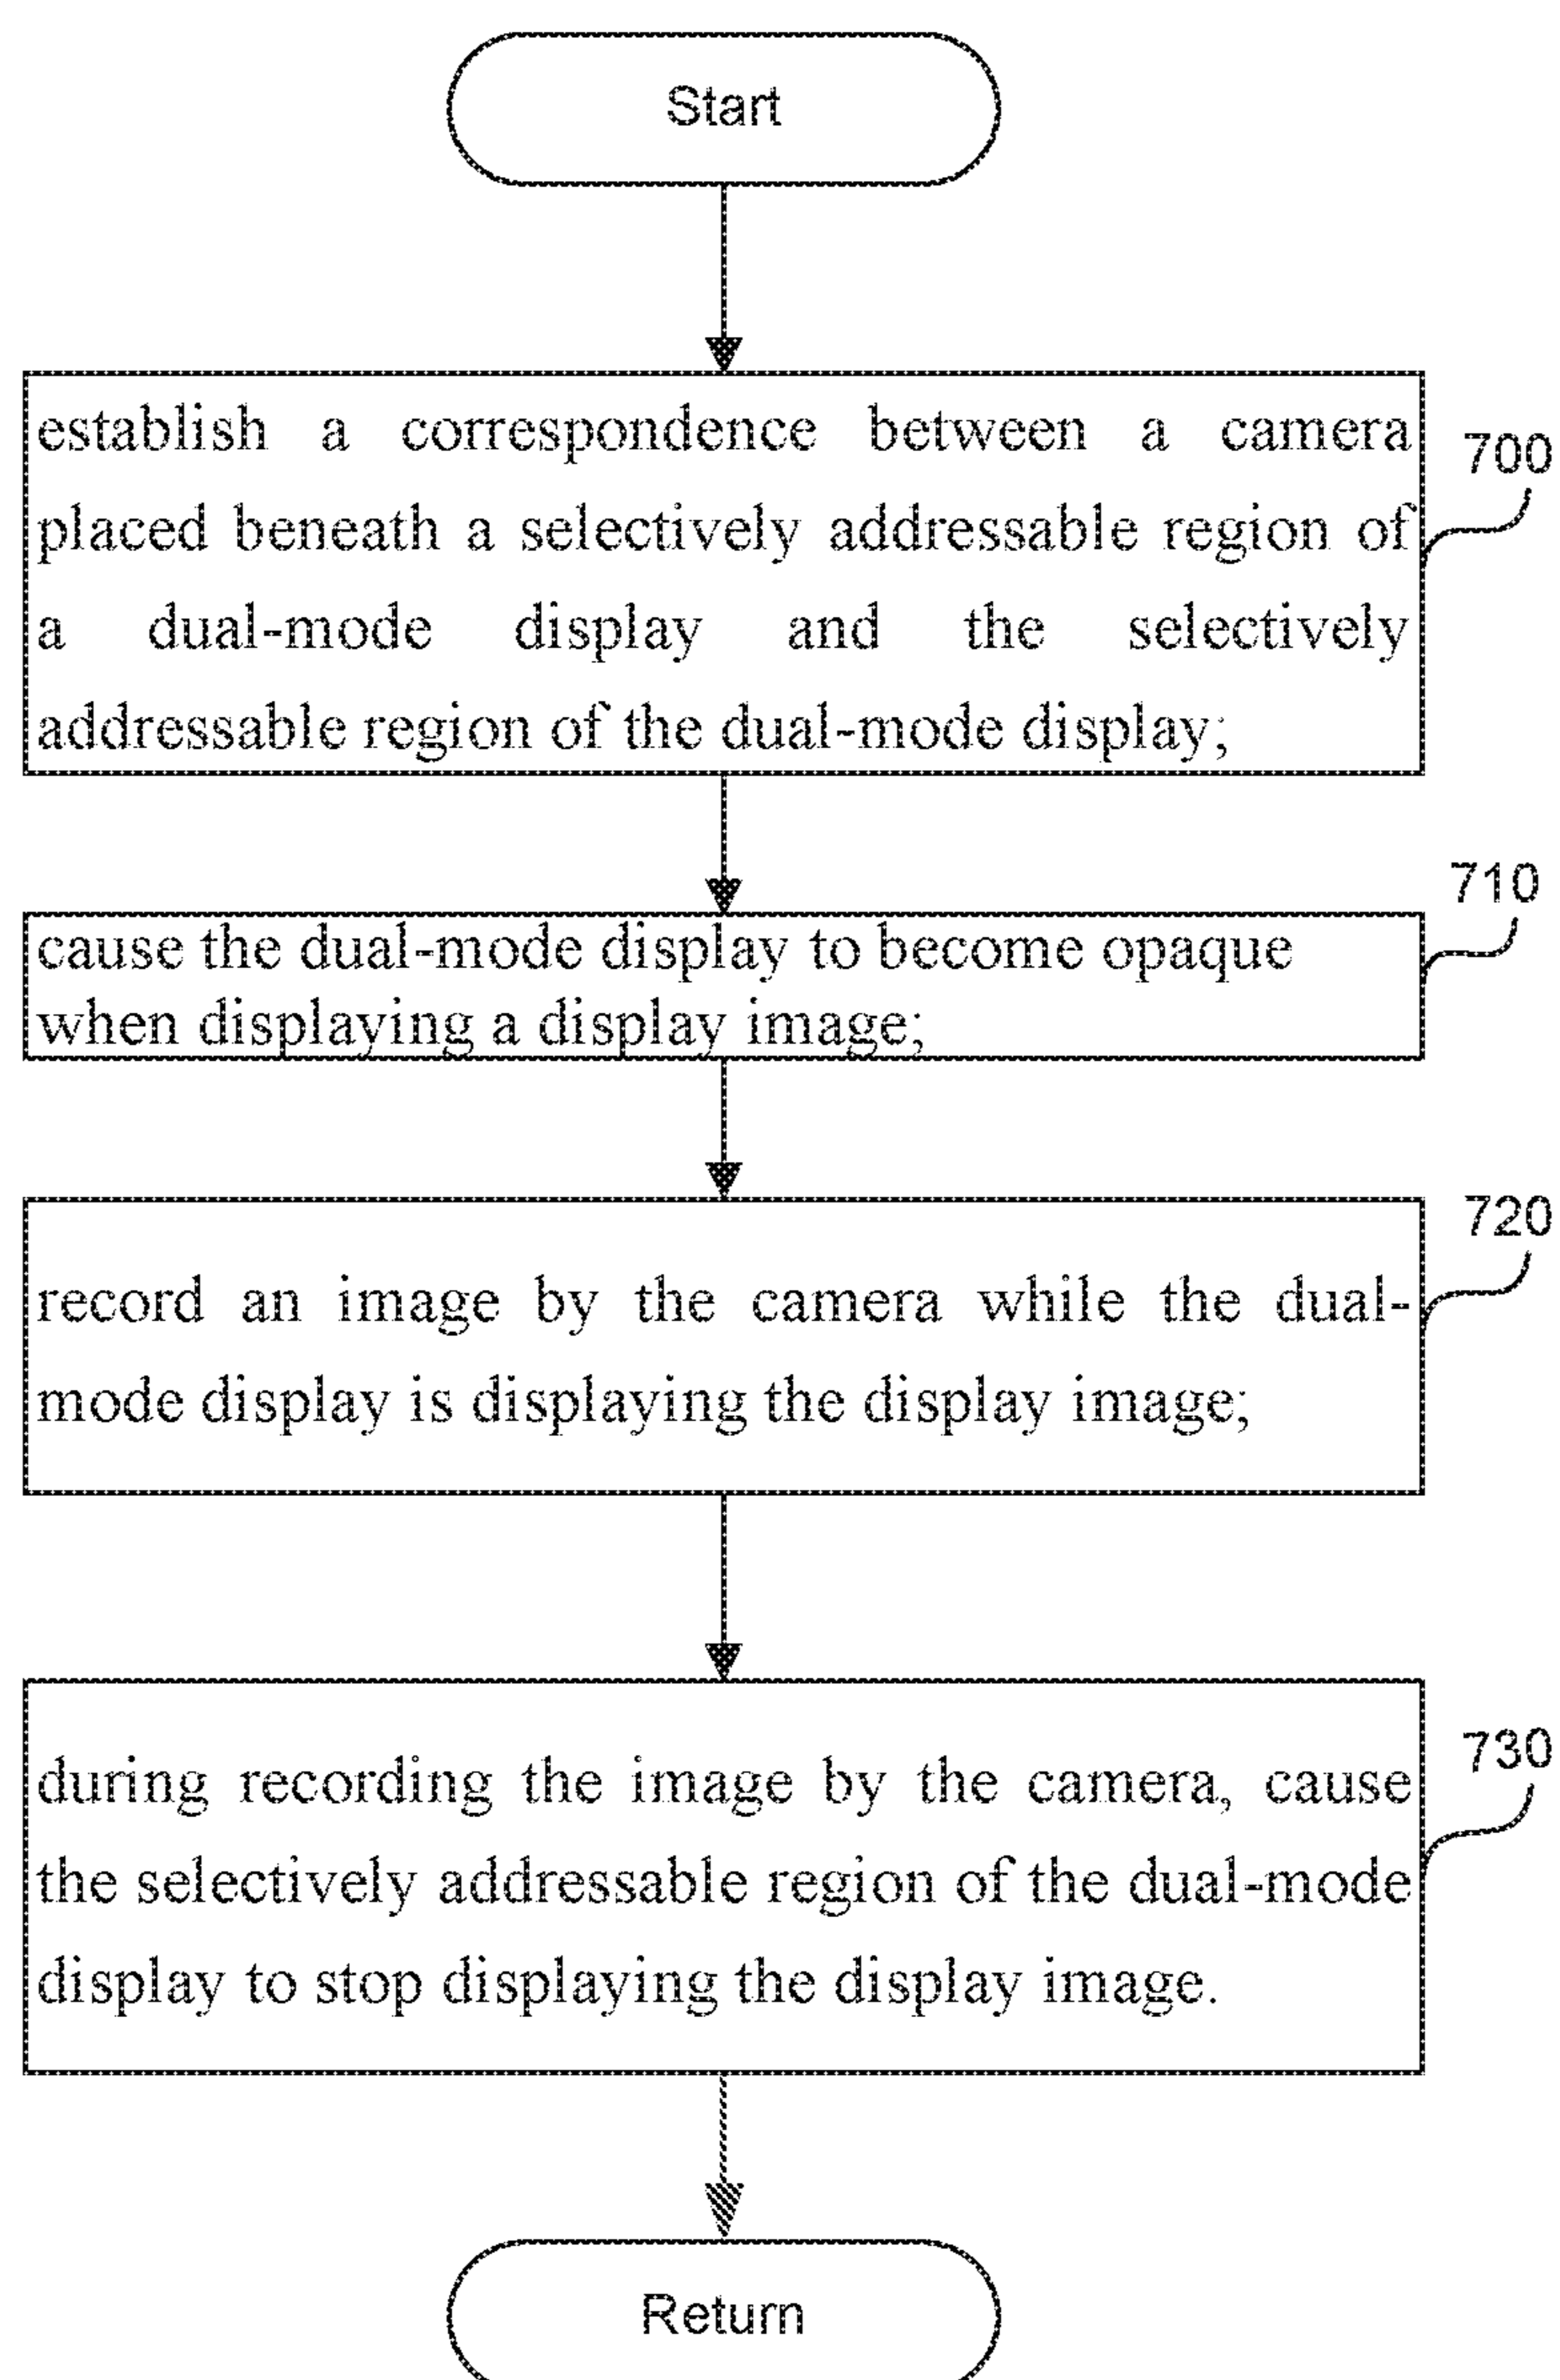 Start
establish a correspondence between a camera
placed beneath a selectively addressable region of
a dual-mode display and the selectively
addressable region of the dual-mode display;
700
cause the dual-mode display to become opaque
when displaying a display image;
710
record an image by the camera while the dual-
mode display is displaying the display image;
720
during recording the image by the camera, cause
the selectively addressable region of the dual-mode
display to stop displaying the display image.
730
Return